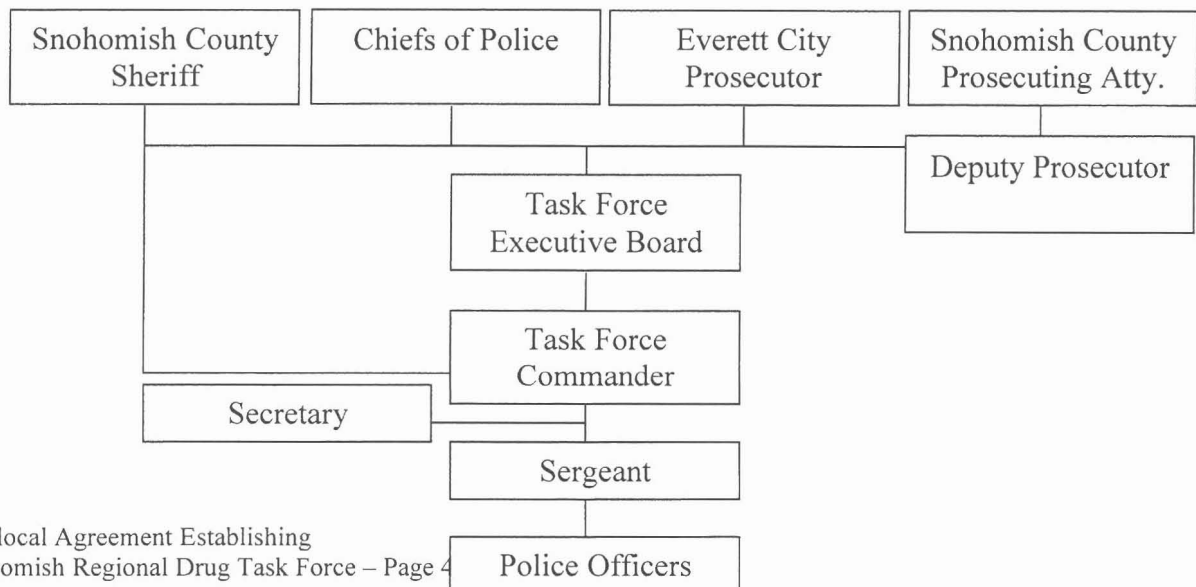 Snohomish County
Sheriff
Chiefs of Police
Everett City
Prosecutor
Snohomish County
Prosecuting Atty.
Deputy Prosecutor
Task Force
Executive Board
Task Force
Commander
Secretary
Sergeant
Police Officers
local Agreement Establishing
omish Regional Drug Task Force – Page 4